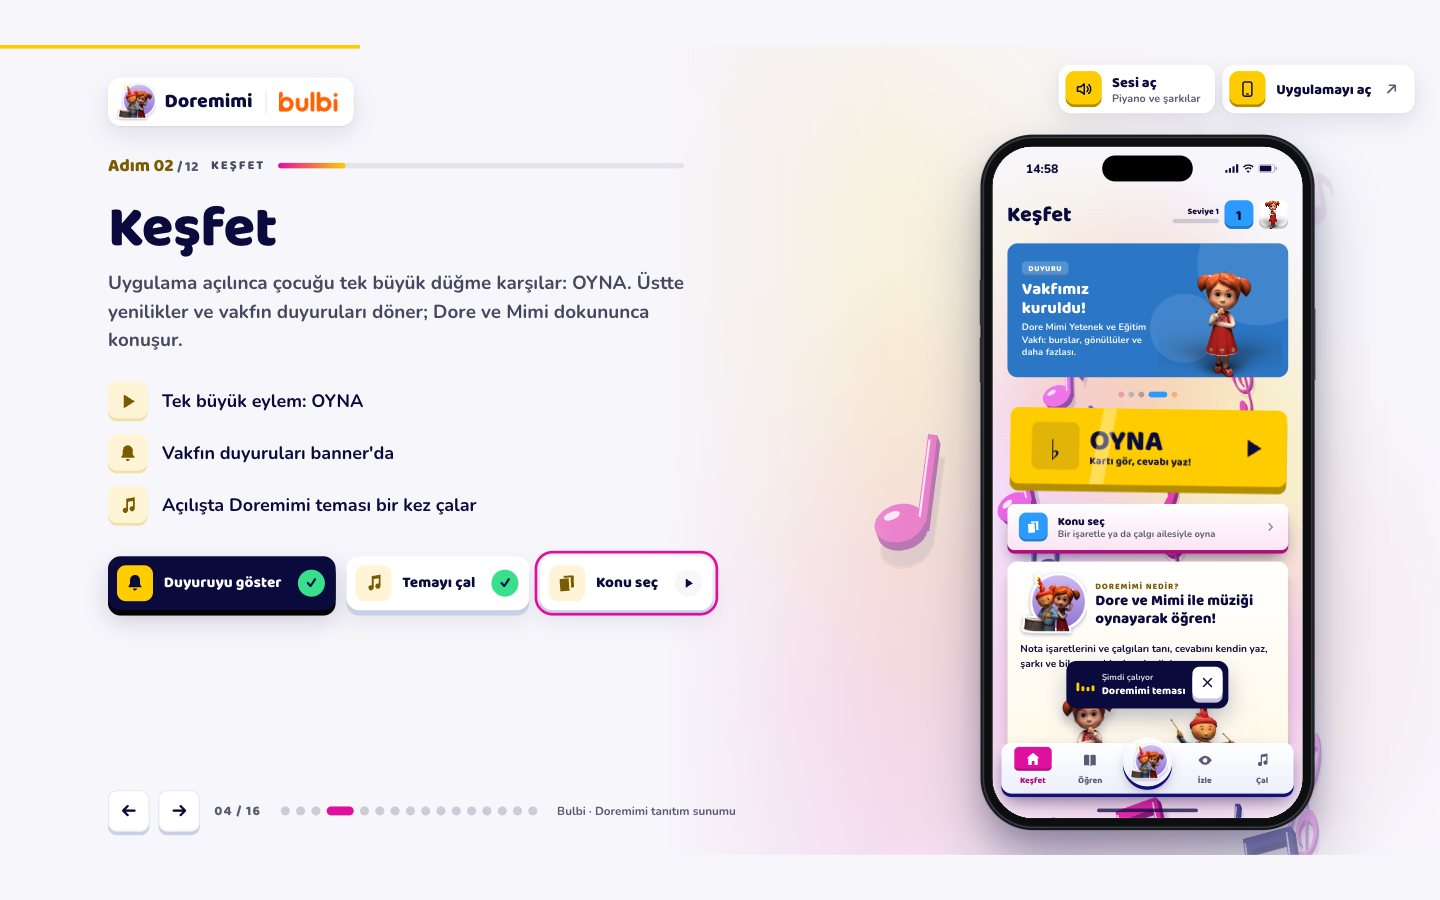 Doremimi
bulbi
Sesi aç
Piyano ve şarkılar
Uygulamayı aç
Adım 02 / 12 KEŞFET
Keşfet
Uygulama açılınca çocuğu tek büyük düğme karşılar: OYNA. Üstte
yenilikler ve vakfın duyuruları döner; Dore ve Mimi dokununca
konuşur.
Tek büyük eylem: OYNA
Vakfın duyuruları banner'da
Açılışta Doremimi teması bir kez çalar
Duyuruyu göster
Temayı çal
Konu seç
04 / 16
Bulbi · Doremimi tanıtım sunumu
14:58
Keşfet
Seviye 1
1
DUYURU
Vakfımız
kuruldu!
Dore Mimi Yetenek ve Eğitim
Vakfı: burslar, gönüllüler ve
daha fazlası.
OYNA
Kartı gör, cevabı yaz!
Konu seç
Bir işaretle ya da çalgı ailesiyle oyna
DOREMİMİ NEDİR?
Dore ve Mimi ile müziği
oynayarak öğren!
Nota işaretlerini ve çalgıları tanı, cevabını kendin yaz,
şarkı ve
Şimdi çalıyor
Doremimi teması
Keşfet
Öğren
İzle
Çal